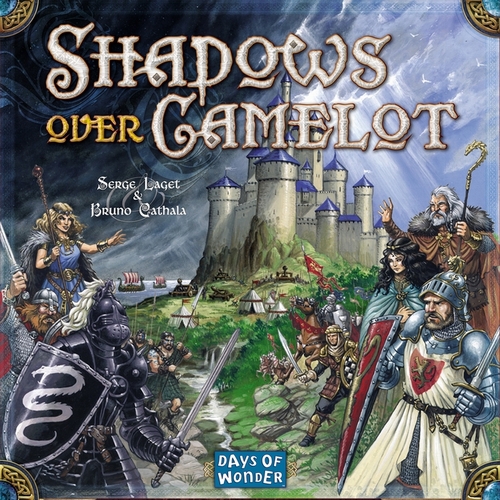 SHADOWS
OVER CAMELOT
Serge Laget
&
Bruno Cathala
DAYS OF
WONDER